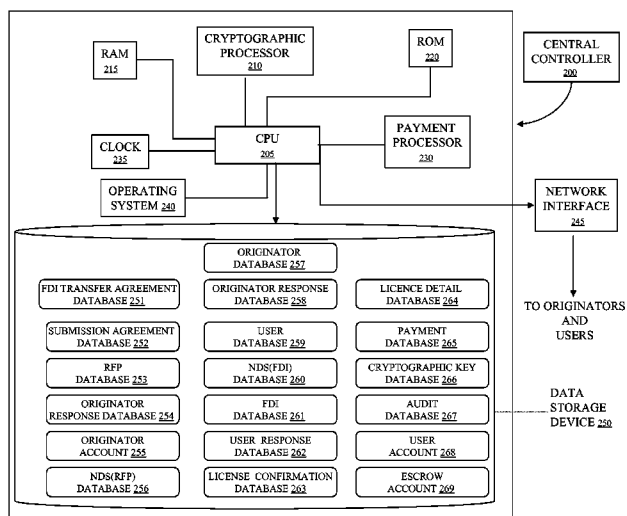 CRYPTOGRAPHIC
PROCESSOR
210
ROM
220
CENTRAL
CONTROLLER
200
RAM
215
CPU
205
PAYMENT
PROCESSOR
230
CLOCK
235
OPERATING
SYSTEM 240
NETWORK
INTERFACE
245
TO ORIGINATORS
AND
USERS
ORIGINATOR
DATABASE 257
FDI TRANSFER AGREEMENT
DATABASE 251
ORIGINATOR RESPONSE
DATABASE 258
LICENCE DETAIL
DATABASE 264
SUBMISSION AGREEMENT
DATABASE 252
USER
DATABASE 259
PAYMENT
DATABASE 265
RFP
DATABASE 253
NDS(FDI)
DATABASE 260
CRYPTOGRAPHIC KEY
DATABASE 266
ORIGINATOR
RESPONSE DATABASE 254
FDI
DATABASE 261
AUDIT
DATABASE 267
ORIGINATOR
ACCOUNT 255
USER RESPONSE
DATABASE 262
USER
ACCOUNT 268
NDS(RFP)
DATABASE 256
LICENSE CONFIRMATION
DATABASE 263
ESCROW
ACCOUNT 269
DATA
STORAGE
DEVICE 250